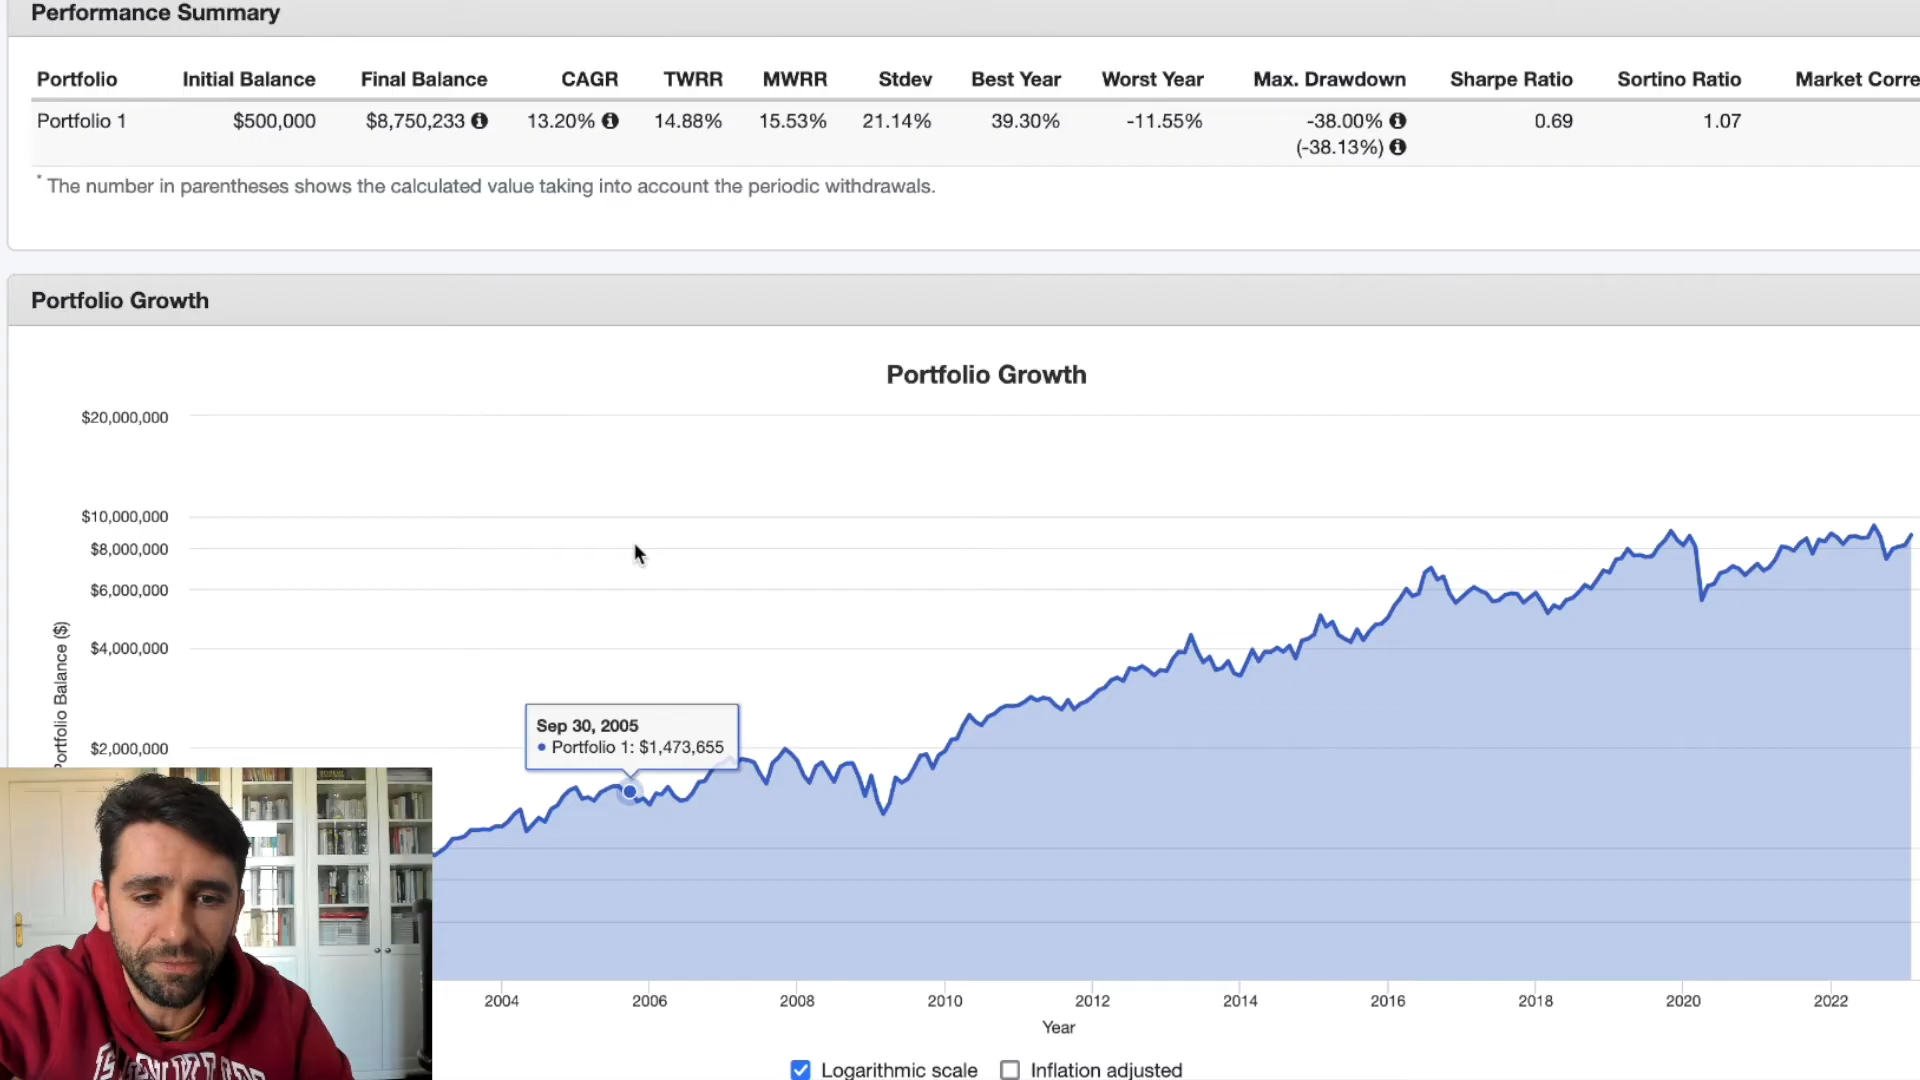 Performance Summary
Portfolio Initial Balance Final Balance CAGR TWRR MWRR Stdev Best Year Worst Year Max. Drawdown Sharpe Ratio Sortino Ratio Market Corre
Portfolio 1 $500,000 $8,750,233 13.20% 14.88% 15.53% 21.14% 39.30% -11.55% -38.00% 0.69 1.07
(-38.13%)
* The number in parentheses shows the calculated value taking into account the periodic withdrawals.
Portfolio Growth
Portfolio Growth
$20,000,000
$10,000,000
$8,000,000
$6,000,000
$4,000,000
$2,000,000
Portfolio Balance ($)
Sep 30, 2005
Portfolio 1: $1,473,655
2004 2006 2008 2010 2012 2014 2016 2018 2020 2022
Year
Logarithmic scale Inflation adjusted